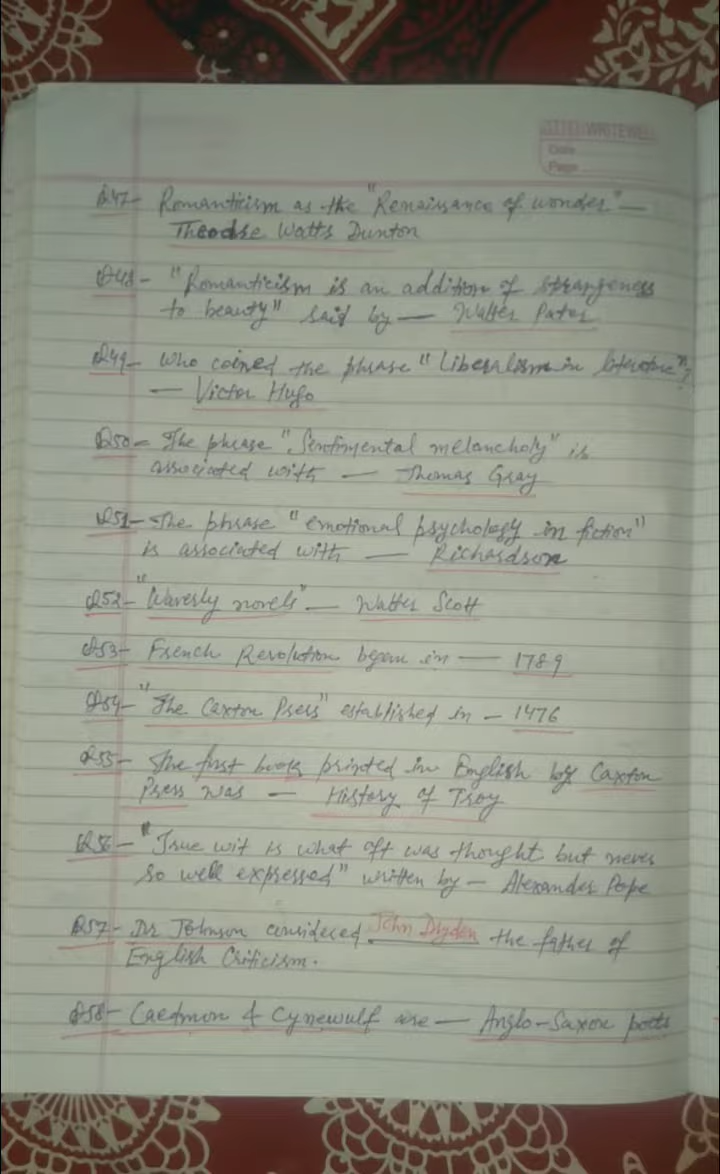 WRITEWELL
Date
Page
Q47- Romanticism as the "Renaissance of wonder" —
Theodore Watts Dunton
Q48- "Romanticism is an addition of strangeness
to beauty" said by — Walter Pater
Q49- who coined the phrase "Liberalism in literature"?
— Victor Hugo
Q50- The phrase "Sentimental melancholy" is
associated with — Thomas Gray
Q51- The phrase "emotional psychology in fiction"
is associated with — Richardson
Q52- "Waverly novels" — Walter Scott
Q53- French Revolution began in — 1789
Q54- "The Caxton Press" established in - 1476
Q55- The first book printed in English by Caxton
Press was — History of Troy
Q56- "True wit is what oft was thought but never
so well expressed" written by - Alexander Pope
Q57- Dr Johnson considered John Dryden the father of
English Criticism.
Q58- Caedmon & Cynewulf are — Anglo-Saxon poets